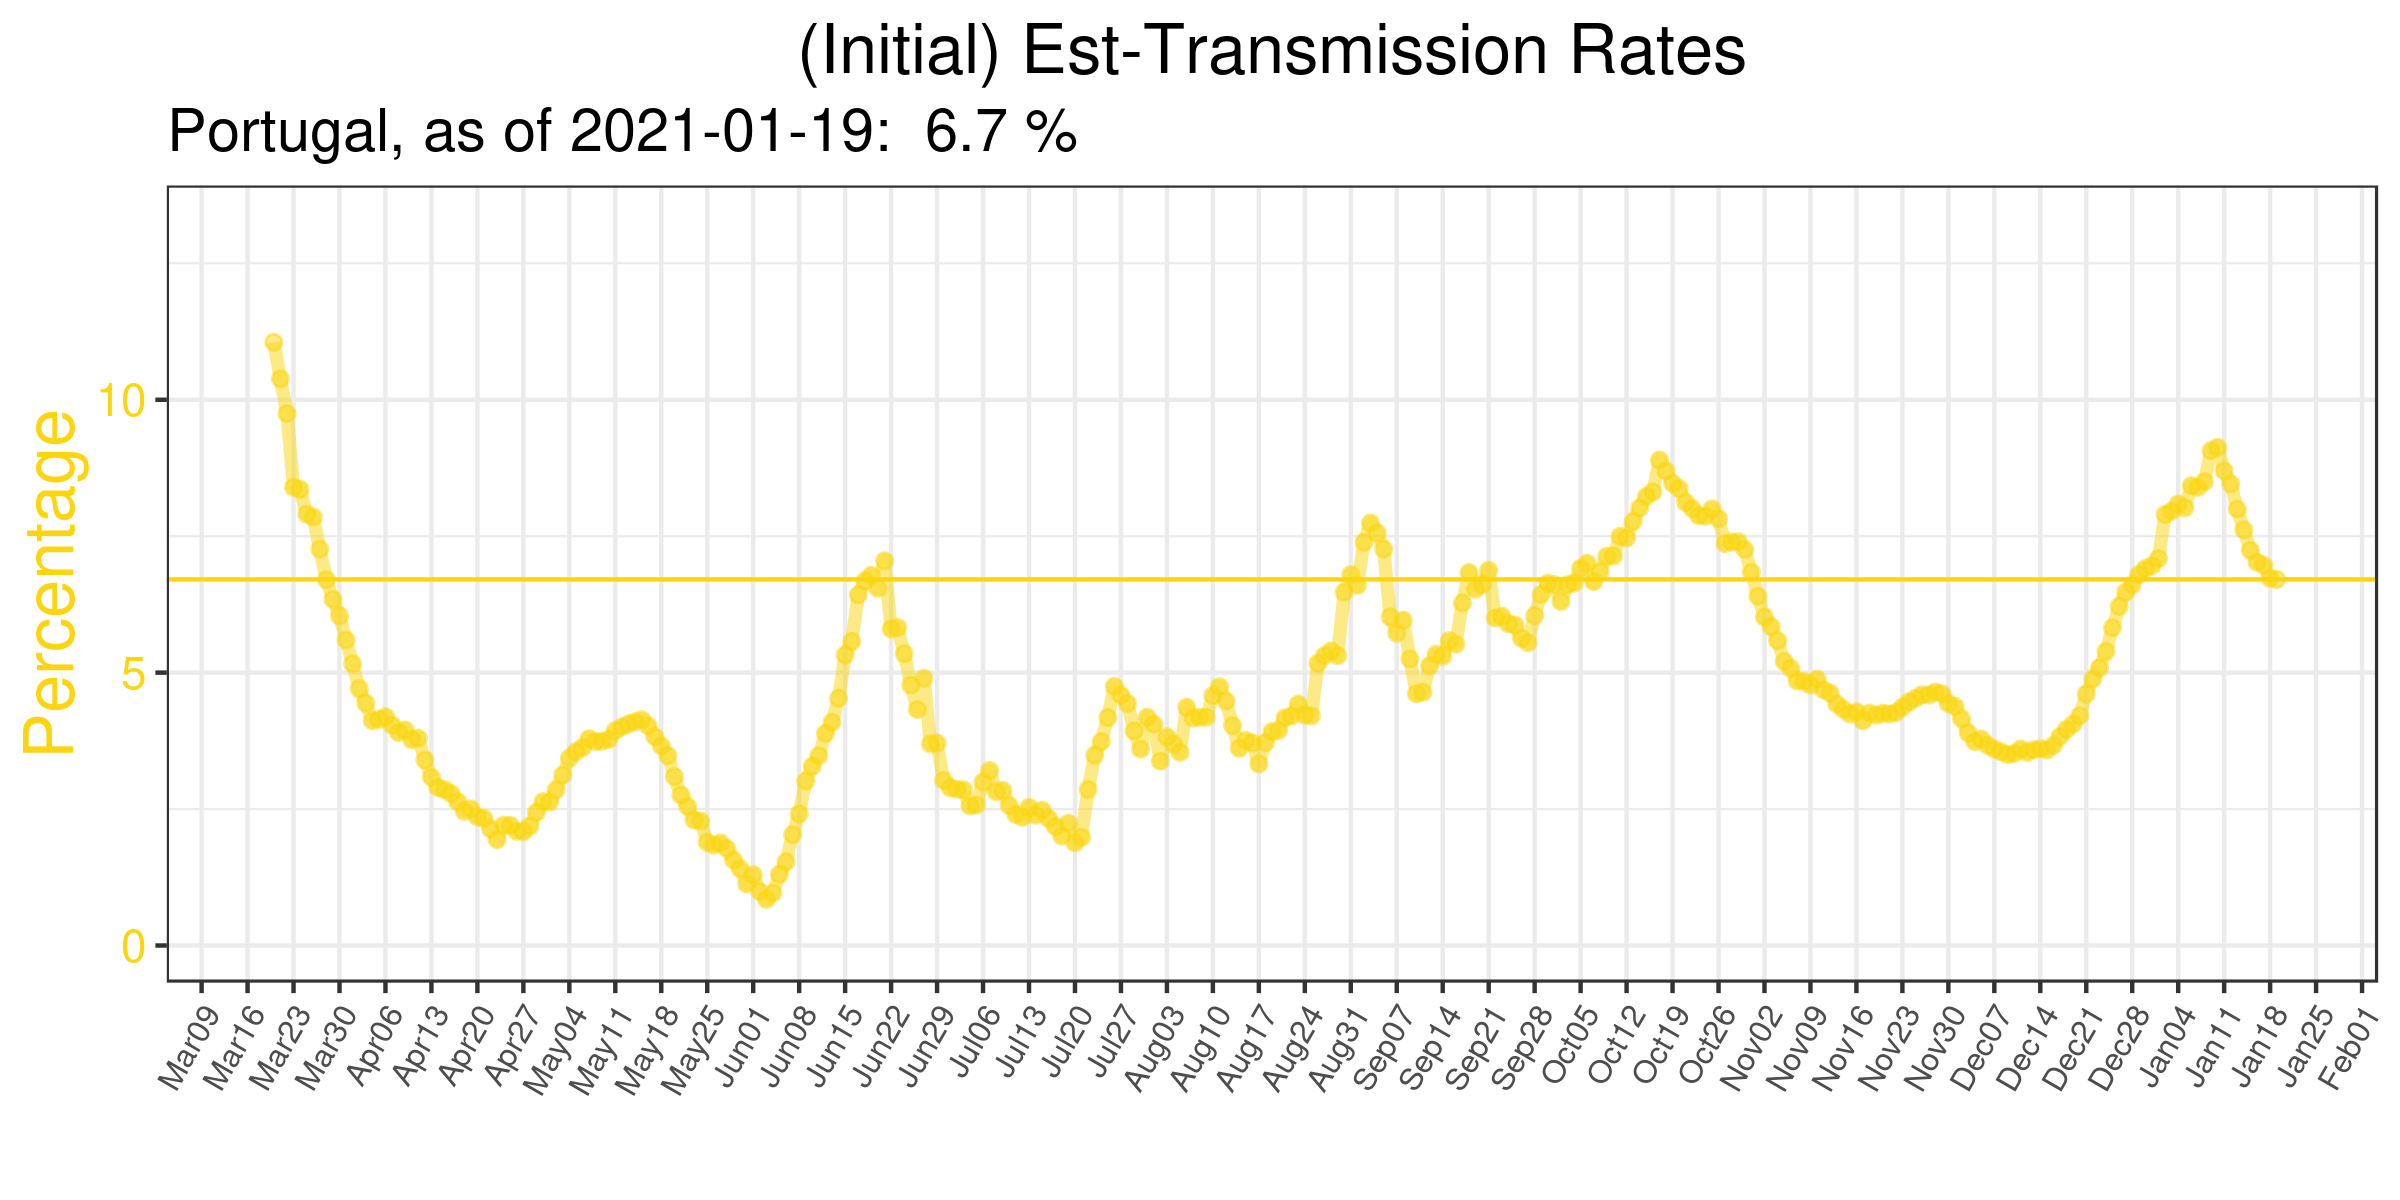 (Initial) Est-Transmission Rates
Portugal, as of 2021-01-19:  6.7 %
Percentage
10
5
0
Mar09
Mar16
Mar23
Mar30
Apr06
Apr13
Apr20
Apr27
May04
May11
May18
May25
Jun01
Jun08
Jun15
Jun22
Jun29
Jul06
Jul13
Jul20
Jul27
Aug03
Aug10
Aug17
Aug24
Aug31
Sep07
Sep14
Sep21
Sep28
Oct05
Oct12
Oct19
Oct26
Nov02
Nov09
Nov16
Nov23
Nov30
Dec07
Dec14
Dec21
Dec28
Jan04
Jan11
Jan18
Jan25
Feb01